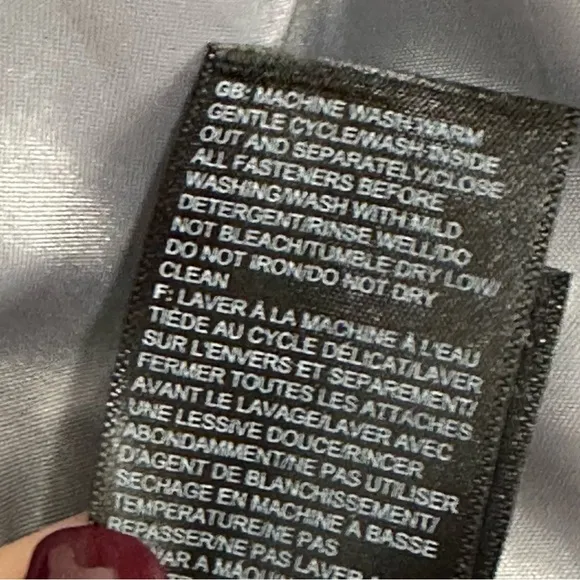 GB: MACHINE WASH WARM
GENTLE CYCLE/WASH INSIDE
OUT AND SEPARATELY/CLOSE
ALL FASTENERS BEFORE
WASHING/WASH WITH MILD
DETERGENT/RINSE WELL/DO
NOT BLEACH/TUMBLE DRY LOW/
DO NOT IRON/DO NOT DRY
CLEAN
F: LAVER À LA MACHINE À L'EAU
TIÈDE AU CYCLE DÉLICAT/LAVER
SUR L'ENVERS ET SEPAREMENT/
FERMER TOUTES LES ATTACHES
AVANT LE LAVAGE/LAVER AVEC
UNE LESSIVE DOUCE/RINCER
ABONDAMMENT/NE PAS UTILISER
D'AGENT DE BLANCHISSEMENT/
SECHAGE EN MACHINE A BASSE
TEMPERATURE/NE PAS
REPASSER/NE PAS LAVER
A MÁQUIN